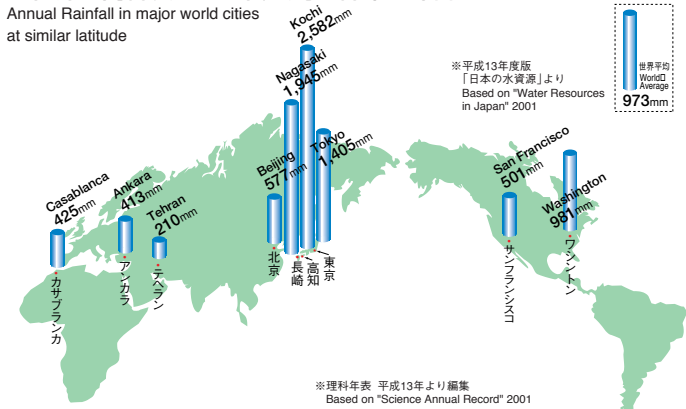 Annual Rainfall in major world cities
at similar latitude
Kochi
2,582mm
Nagasaki
1,945mm
Tokyo
1,405mm
Beijing
577mm
Casablanca
425mm
Ankara
413mm
Tehran
210mm
San Francisco
501mm
Washington
981mm
※平成13年度版
「日本の水資源」より
Based on "Water Resources
in Japan" 2001
世界平均
World
Average
973mm
カサブランカ
アンカラ
テヘラン
北京
長崎
高知
東京
サンフランシスコ
ワシントン
※理科年表 平成13年より編集
Based on "Science Annual Record" 2001